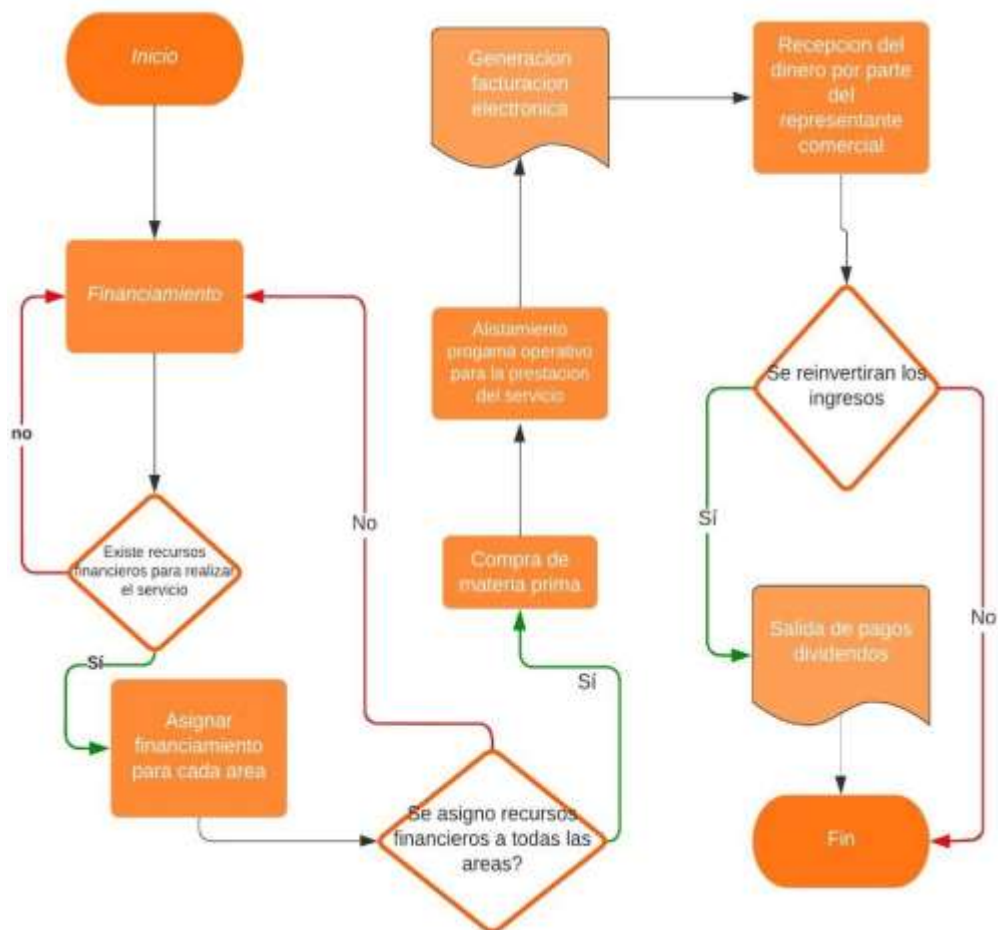 Inicio
Financiamiento
no
Existe recursos
financieros para realizar
el servicio
Sí
Asignar
financiamiento
para cada area
No
Se asigno recursos
financieros a todas las
areas?
Sí
Compra de
materia prima
Alistamiento
progama operativo
para la prestacion
del servicio
Generacion
facturacion
electronica
Recepcion del
dinero por parte
del
representante
comercial
Se reinvertiran los
ingresos
Sí
Salida de pagos
dividendos
No
Fin